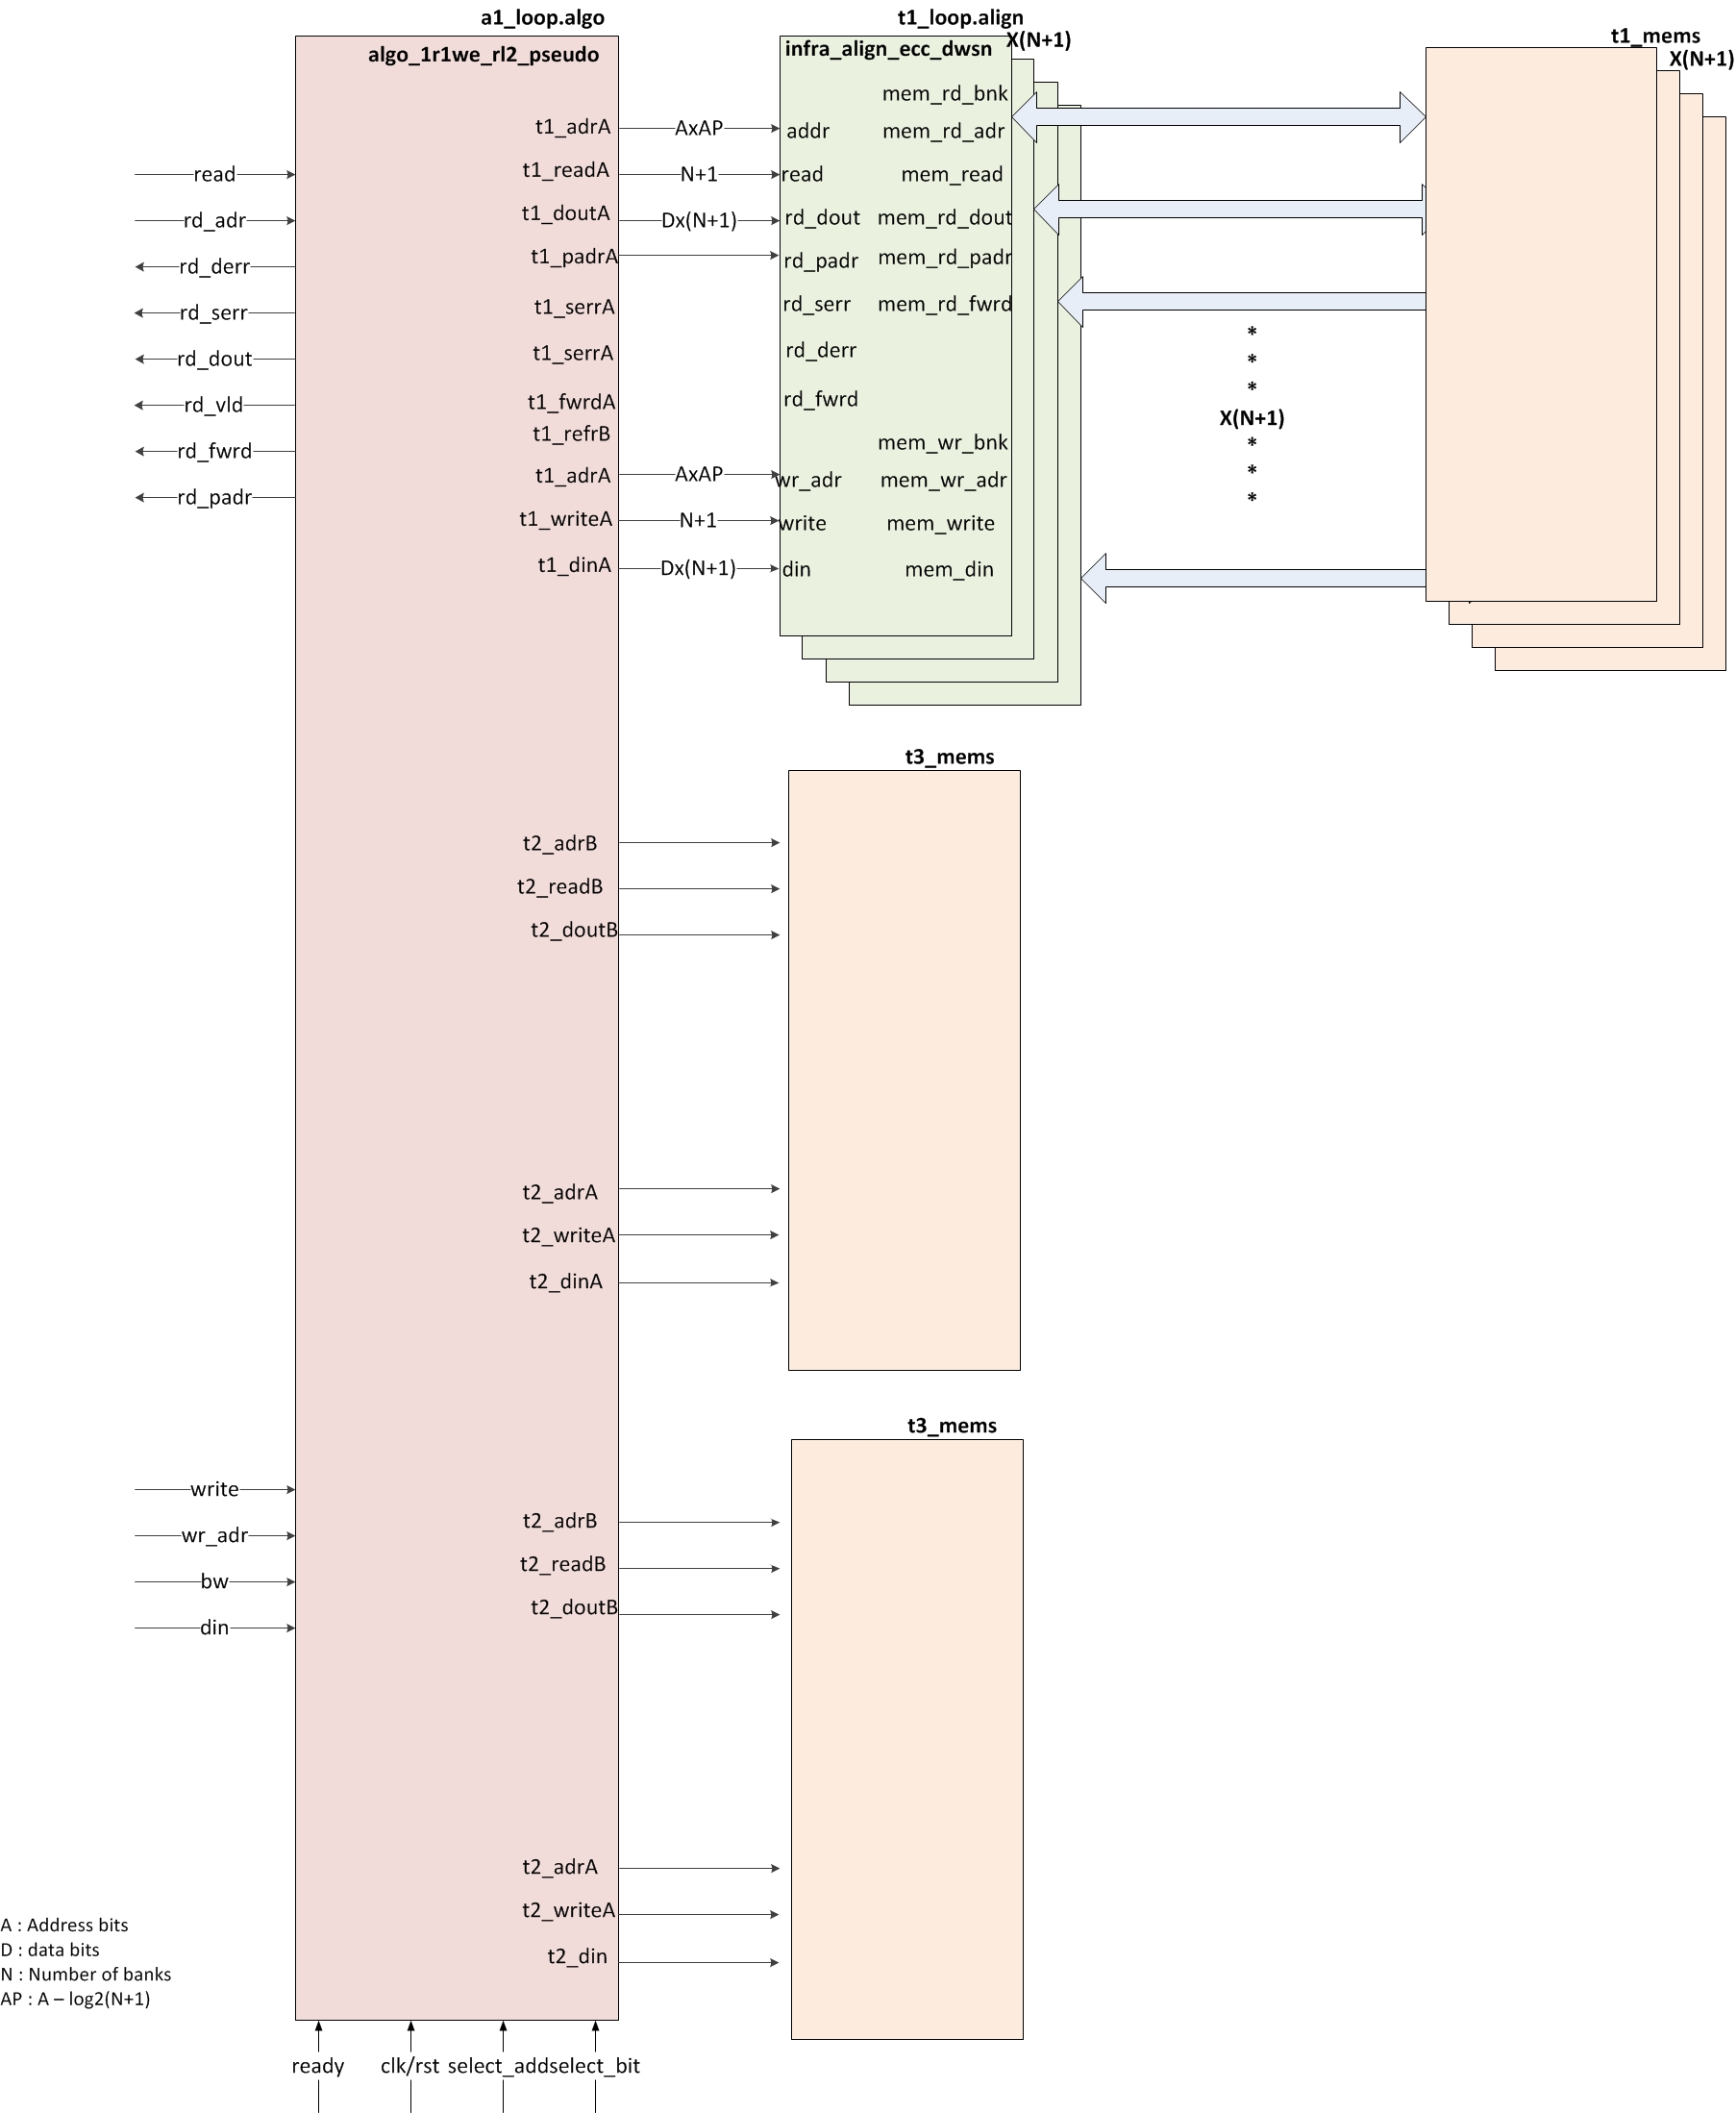 a1_loop.algo
algo_1r1we_rl2_pseudo
read
rd_adr
rd_derr
rd_serr
rd_dout
rd_vld
rd_fwrd
rd_padr
write
wr_adr
bw
din
t1_adrA
t1_readA
t1_doutA
t1_padrA
t1_serrA
t1_serrA
t1_fwrdA
t1_refrB
t1_adrA
t1_writeA
t1_dinA
AxAP
N+1
Dx(N+1)
AxAP
N+1
Dx(N+1)
t1_loop.align
X(N+1)
infra_align_ecc_dwsn
mem_rd_bnk
addr mem_rd_adr
read mem_read
rd_dout mem_rd_dout
rd_padr mem_rd_padr
rd_serr mem_rd_fwrd
rd_derr
rd_fwrd
mem_wr_bnk
wr_adr mem_wr_adr
write mem_write
din mem_din
*
*
*
X(N+1)
*
*
*
t1_mems
X(N+1)
t3_mems
t2_adrB
t2_readB
t2_doutB
t2_adrA
t2_writeA
t2_dinA
t3_mems
t2_adrB
t2_readB
t2_doutB
t2_adrA
t2_writeA
t2_din
A : Address bits
D : data bits
N : Number of banks
AP : A – log2(N+1)
ready clk/rst select_addselect_bit